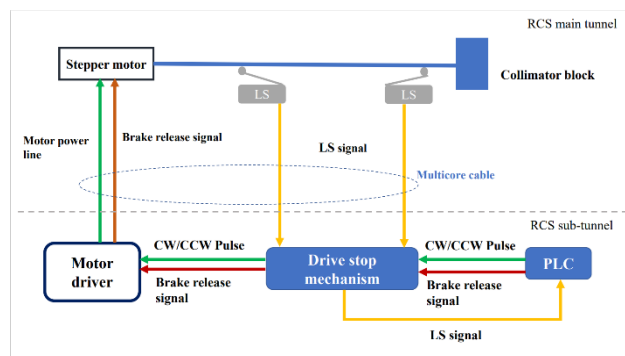 RCS main tunnel
Stepper motor
Collimator block
LS
LS
Motor power
line
Brake release signal
LS signal
Multicore cable
RCS sub-tunnel
Motor
driver
CW/CCW Pulse
Brake release
signal
Drive stop
mechanism
CW/CCW Pulse
Brake release
signal
PLC
LS signal